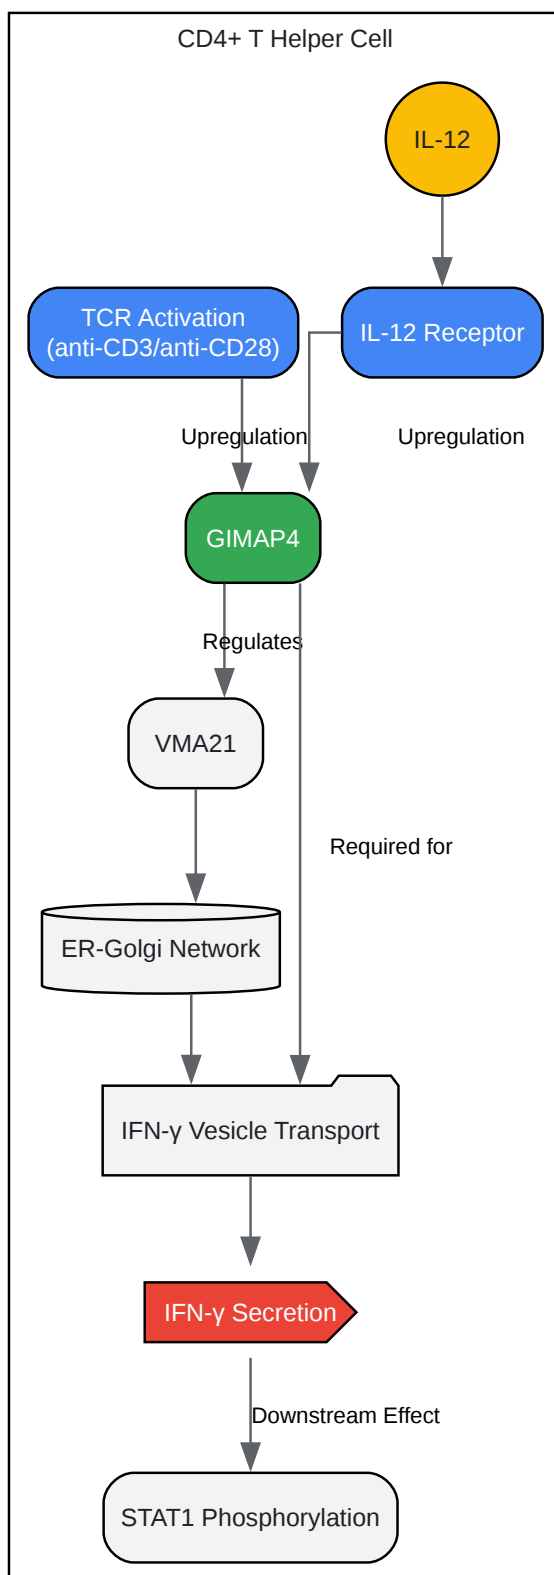 CD4+ T Helper Cell
IL-12
TCR Activation
(anti-CD3/anti-CD28)
IL-12 Receptor
Upregulation
Upregulation
GIMAP4
Regulates
VMA21
Required for
ER-Golgi Network
IFN-γ Vesicle Transport
IFN-γ Secretion
Downstream Effect
STAT1 Phosphorylation